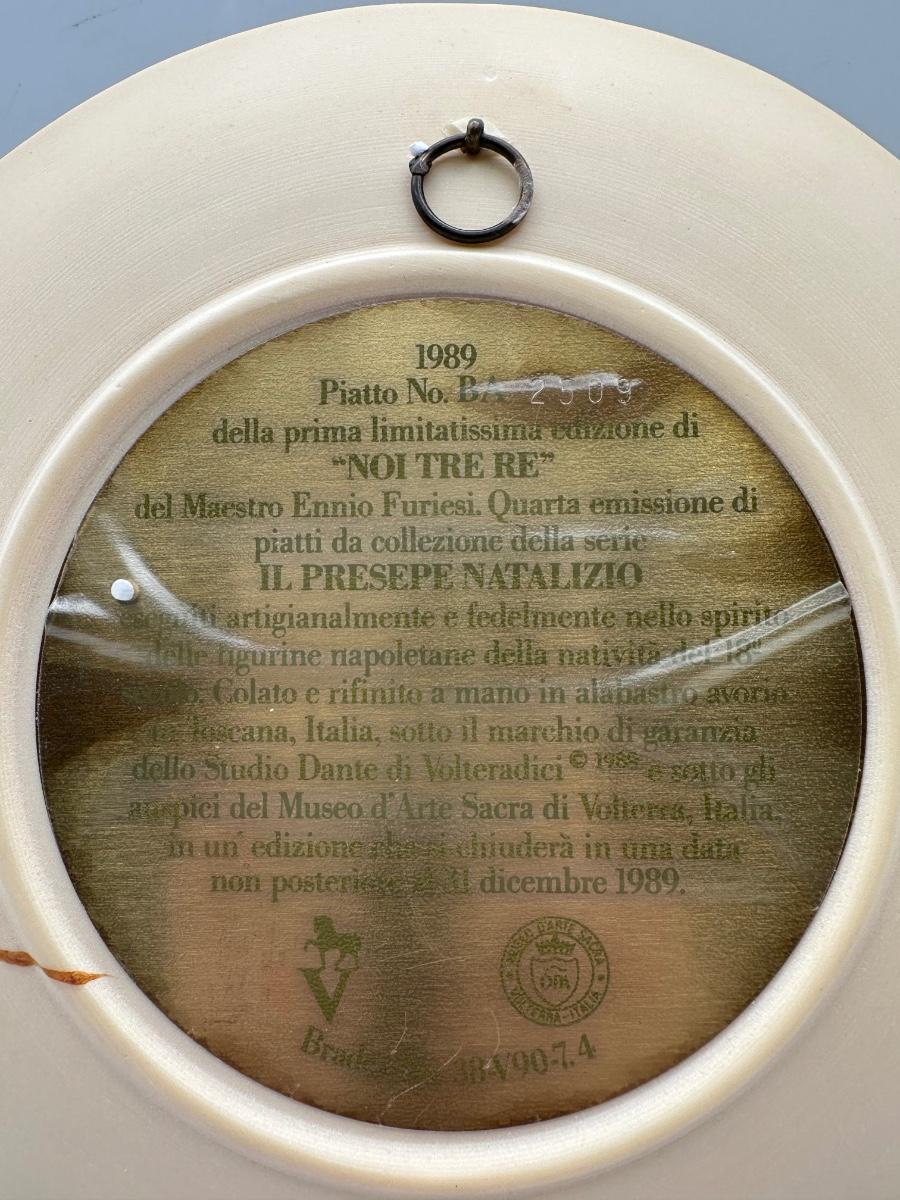 1989
Piatto No. BA 2509
della prima limitatissima edizione di
“NOI TRE RE”
del Maestro Ennio Furiesi. Quarta emissione di
piatti da collezione della serie
IL PRESEPE NATALIZIO
eseguiti artigianalmente e fedelmente nello spirito
delle figurine napoletane della natività del 18°
Colato e rifinito a mano in alabastro avorio
in Toscana, Italia, sotto il marchio di garanzia
dello Studio Dante di Volteradici © 1988 e sotto gli
auspici del Museo d'Arte Sacra di Volterra, Italia,
in un' edizione che si chiuderà in una data
non posteriore al 31 dicembre 1989.
MUSEO D'ARTE SACRA
VOLTERRA-ITALIA
38-V90-7.4